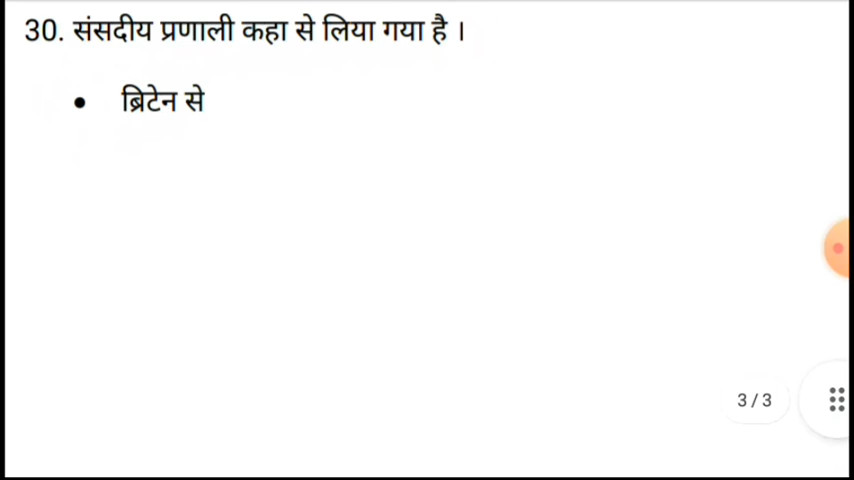 30. संसदीय प्रणाली कहा से लिया गया है ।
• ब्रिटेन से
3 / 3